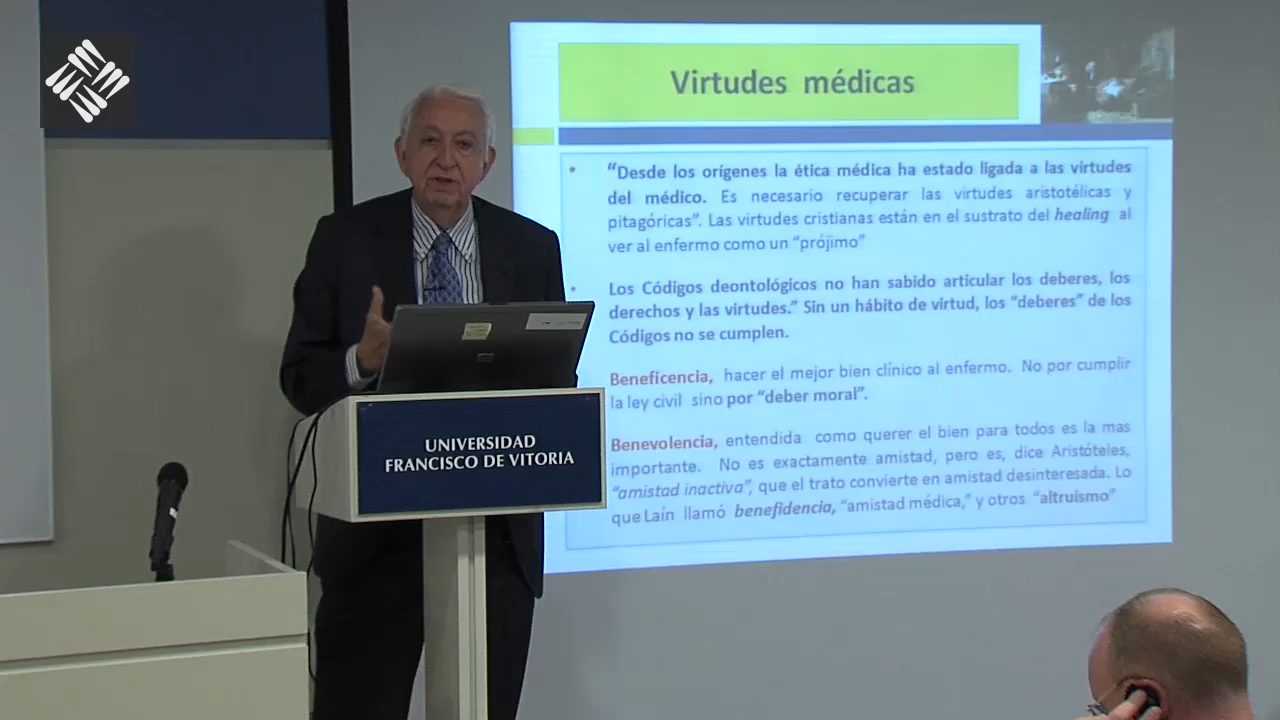 Virtudes médicas
• “Desde los orígenes la ética médica ha estado ligada a las virtudes
del médico. Es necesario recuperar las virtudes aristotélicas y
pitagóricas”. Las virtudes cristianas están en el sustrato del healing al
ver al enfermo como un “prójimo”
• Los Códigos deontológicos no han sabido articular los deberes, los
derechos y las virtudes.” Sin un hábito de virtud, los “deberes” de los
Códigos no se cumplen.
Beneficencia, hacer el mejor bien clínico al enfermo. No por cumplir
la ley civil sino por “deber moral”.
Benevolencia, entendida como querer el bien para todos es la mas
importante. No es exactamente amistad, pero es, dice Aristóteles,
“amistad inactiva”, que el trato convierte en amistad desinteresada. Lo
que Laín llamó benefidencia, “amistad médica,” y otros “altruismo”
UNIVERSIDAD
FRANCISCO DE VITORIA